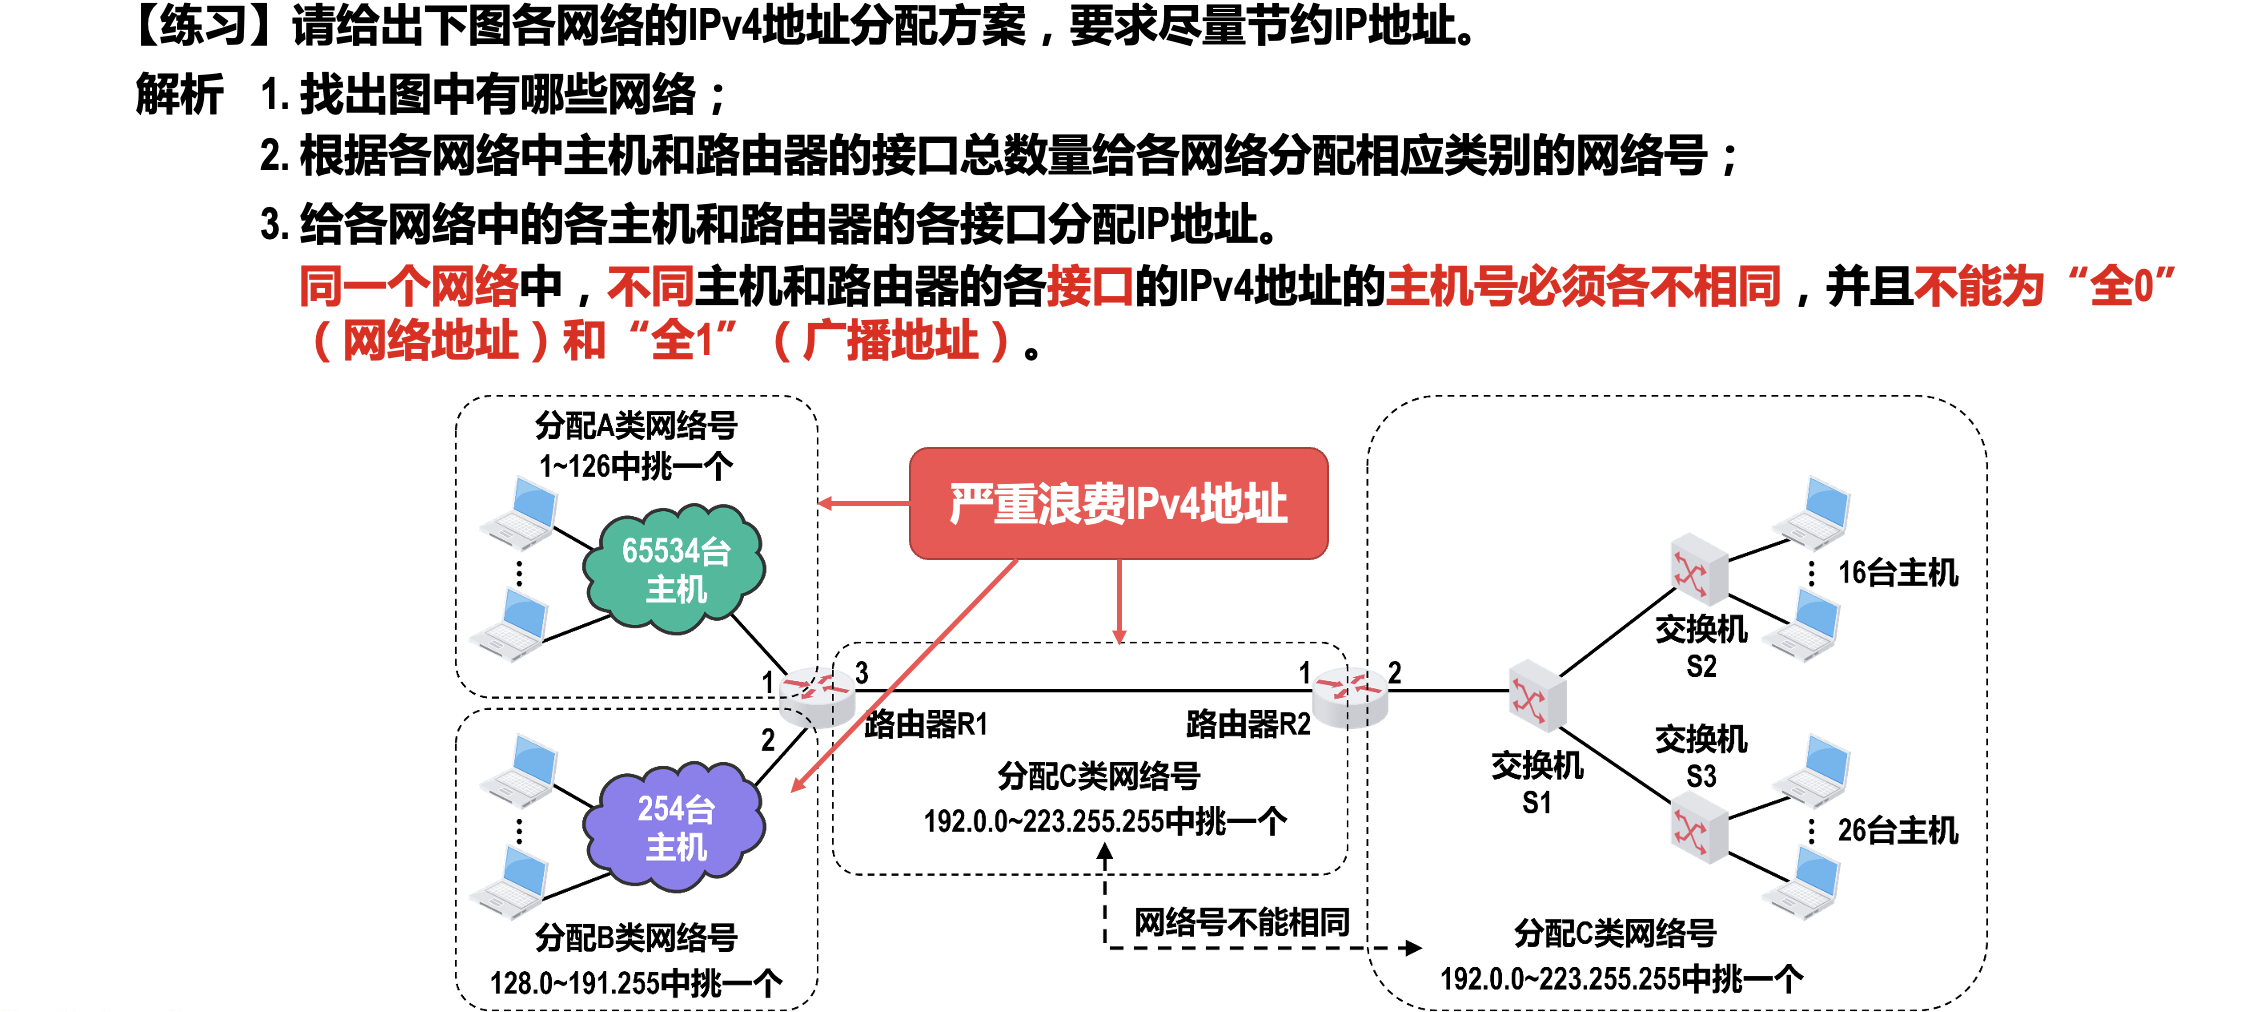 【练习】请给出下图各网络的IPv4地址分配方案，要求尽量节约IP地址。
解析 1. 找出图中有哪些网络；
2. 根据各网络中主机和路由器的接口总数量给各网络分配相应类别的网络号；
3. 给各网络中的各主机和路由器的各接口分配IP地址。
同一个网络中，不同主机和路由器的各接口的IPv4地址的主机号必须各不相同，并且不能为“全0”
（网络地址）和“全1”（广播地址）。
分配A类网络号
1~126中挑一个
65534台
主机
严重浪费IPv4地址
1
3
2
路由器R1
254台
主机
分配B类网络号
128.0~191.255中挑一个
1
2
路由器R2
分配C类网络号
192.0.0~223.255.255中挑一个
网络号不能相同
交换机
S1
交换机
S2
16台主机
交换机
S3
26台主机
分配C类网络号
192.0.0~223.255.255中挑一个